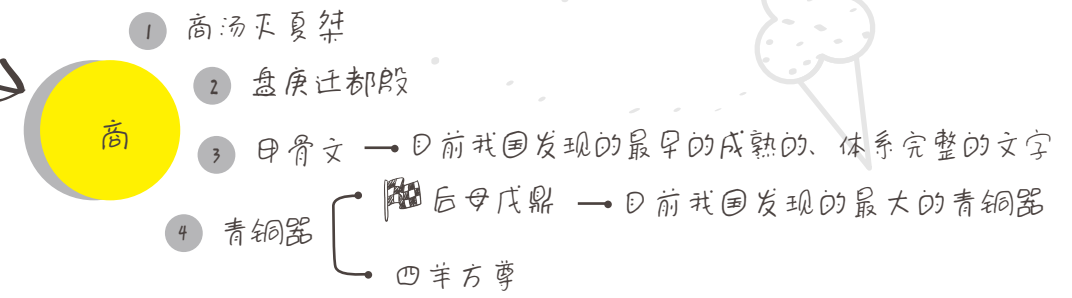 1 商汤灭夏桀
2 盘庚迁都殷
商
3 甲骨文 目前我国发现的最早的成熟的、体系完整的文字
后母戊鼎 目前我国发现的最大的青铜器
4 青铜器
四羊方尊